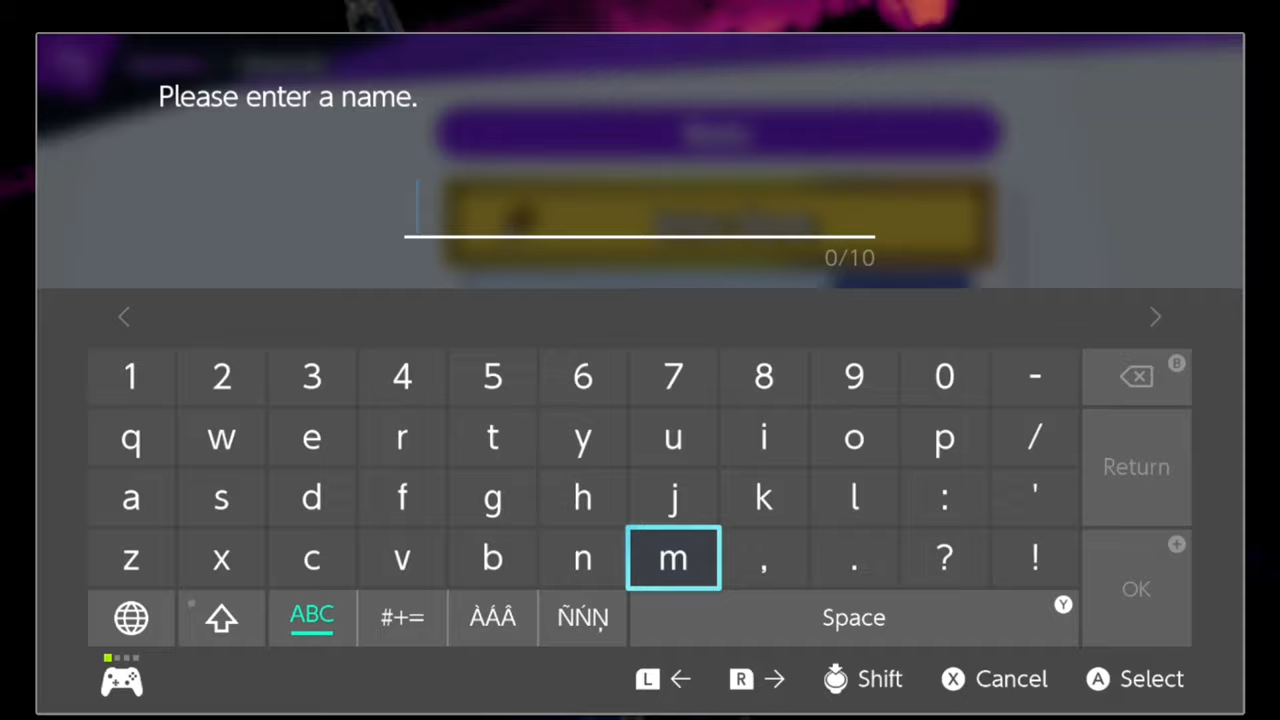 Please enter a name.
0/10
1 2 3 4 5 6 7 8 9 0 - B
q w e r t y u i o p / Return
a s d f g h j k l : '
z x c v b n m , . ? ! + OK
ABC #+= ÀÁÂ ÑŃŅ Space Y
L ← R → Shift X Cancel A Select